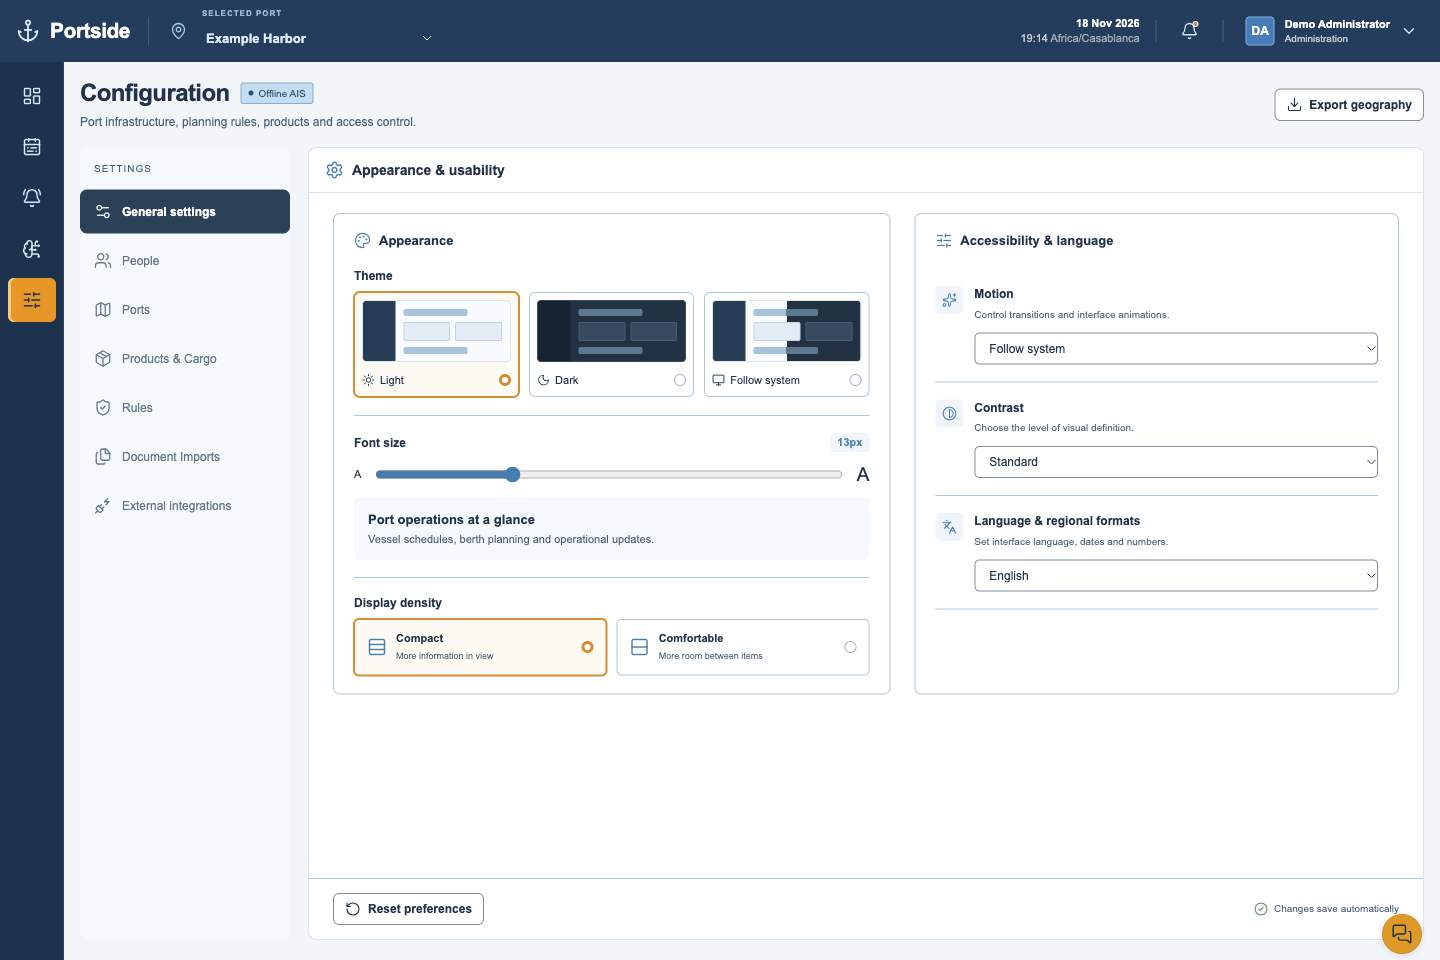 Portside
SELECTED PORT
Example Harbor
18 Nov 2026
19:14 Africa/Casablanca
DA
Demo Administrator
Administration
Configuration
Offline AIS
Port infrastructure, planning rules, products and access control.
Export geography
SETTINGS
General settings
People
Ports
Products & Cargo
Rules
Document Imports
External integrations
Appearance & usability
Appearance
Theme
Light
Dark
Follow system
Font size
13px
A
A
Port operations at a glance
Vessel schedules, berth planning and operational updates.
Display density
Compact
More information in view
Comfortable
More room between items
Accessibility & language
Motion
Control transitions and interface animations.
Follow system
Contrast
Choose the level of visual definition.
Standard
Language & regional formats
Set interface language, dates and numbers.
English
Reset preferences
Changes save automatically